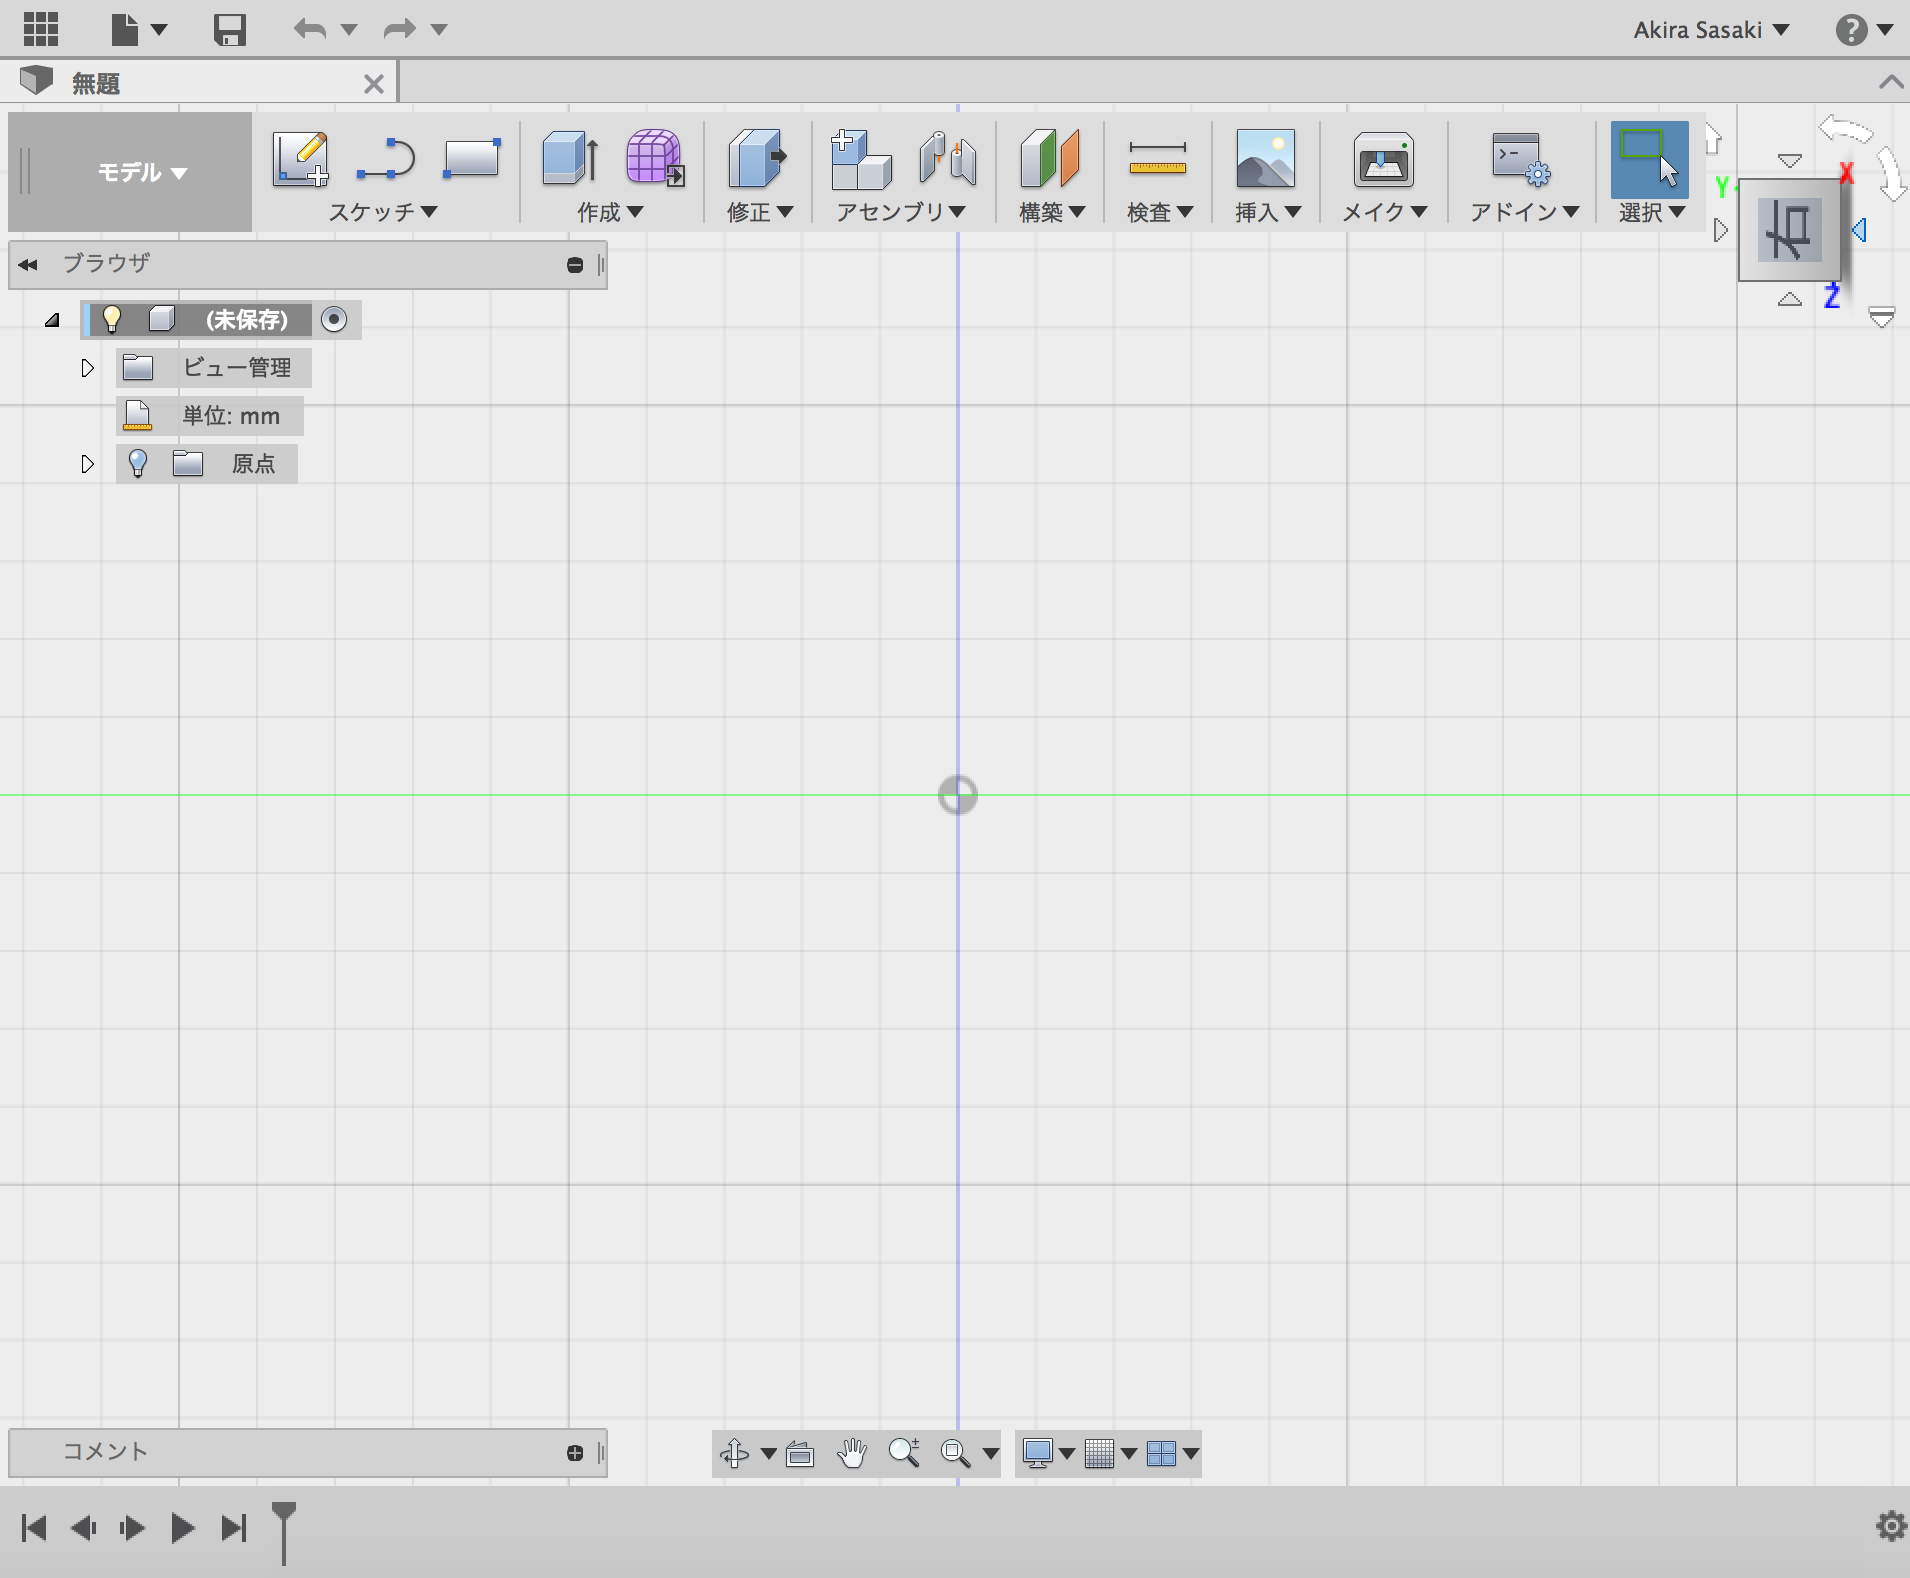 Akira Sasaki
無題
モデル
スケッチ
作成
修正
アセンブリ
構築
検査
挿入
メイク
アドイン
選択
X
Y
右
Z
ブラウザ
(未保存)
ビュー管理
単位: mm
原点
コメント